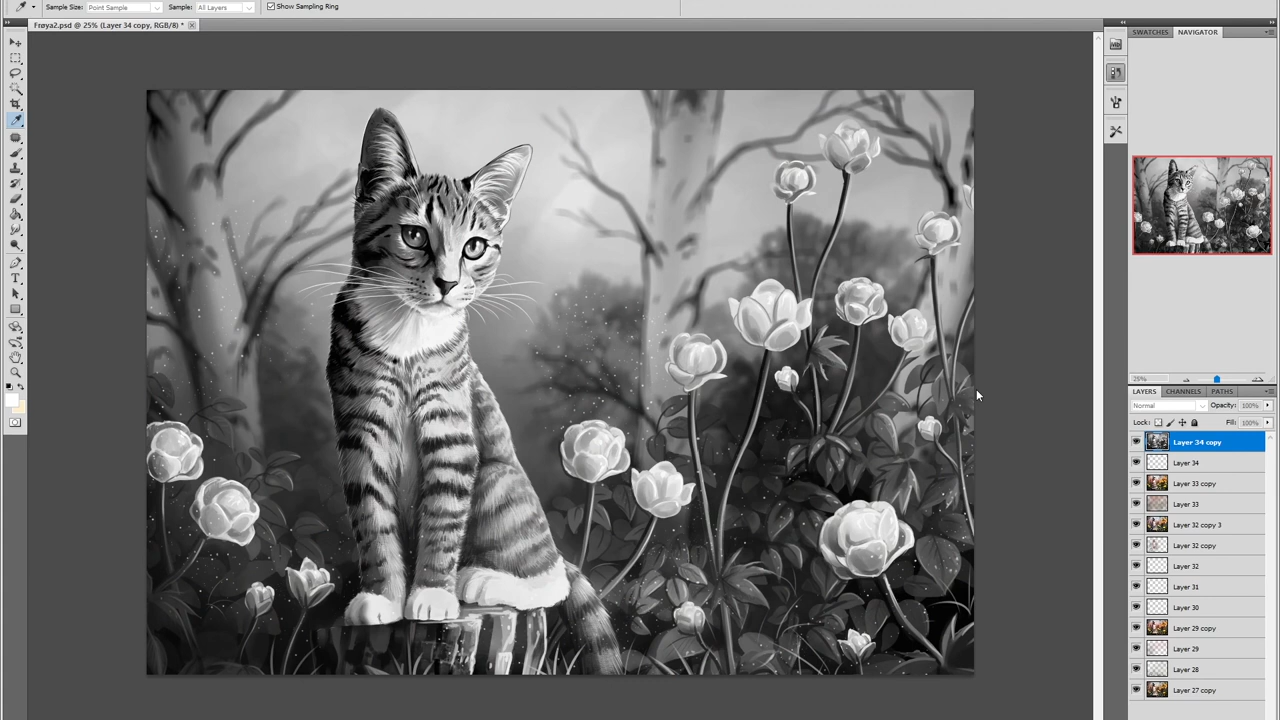 Sample Size: Point Sample Sample: All Layers Show Sampling Ring
Frøya2.psd @ 25% (Layer 34 copy, RGB/8) *
SWATCHES NAVIGATOR
25%
LAYERS CHANNELS PATHS
Normal Opacity: 100%
Lock: Fill: 100%
Layer 34 copy
Layer 34
Layer 33 copy
Layer 33
Layer 32 copy 3
Layer 32 copy
Layer 32
Layer 31
Layer 30
Layer 29 copy
Layer 29
Layer 28
Layer 27 copy